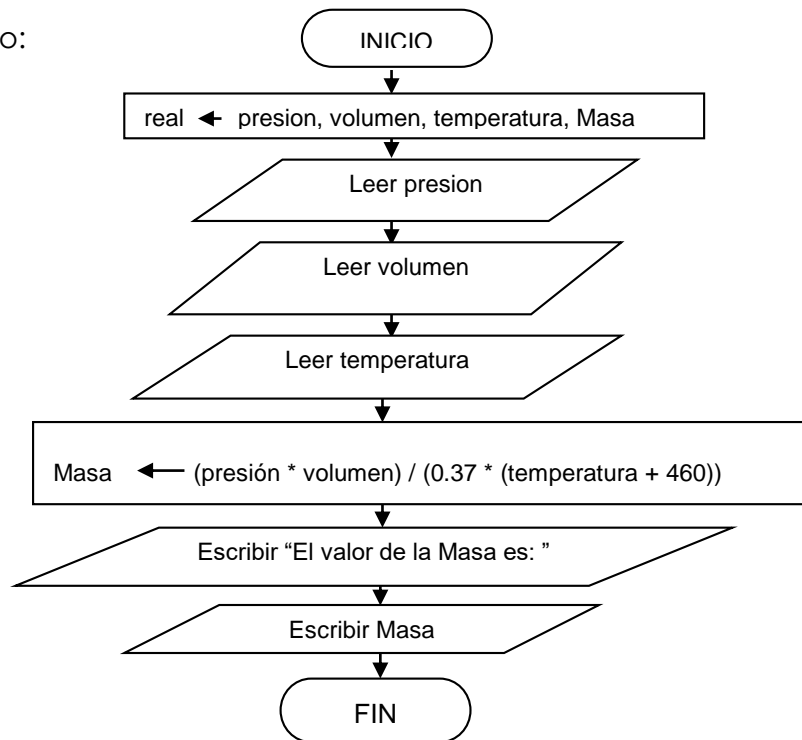 o:
INICIO
real ← presion, volumen, temperatura, Masa
Leer presion
Leer volumen
Leer temperatura
Masa ← (presión * volumen) / (0.37 * (temperatura + 460))
Escribir “El valor de la Masa es: ”
Escribir Masa
FIN